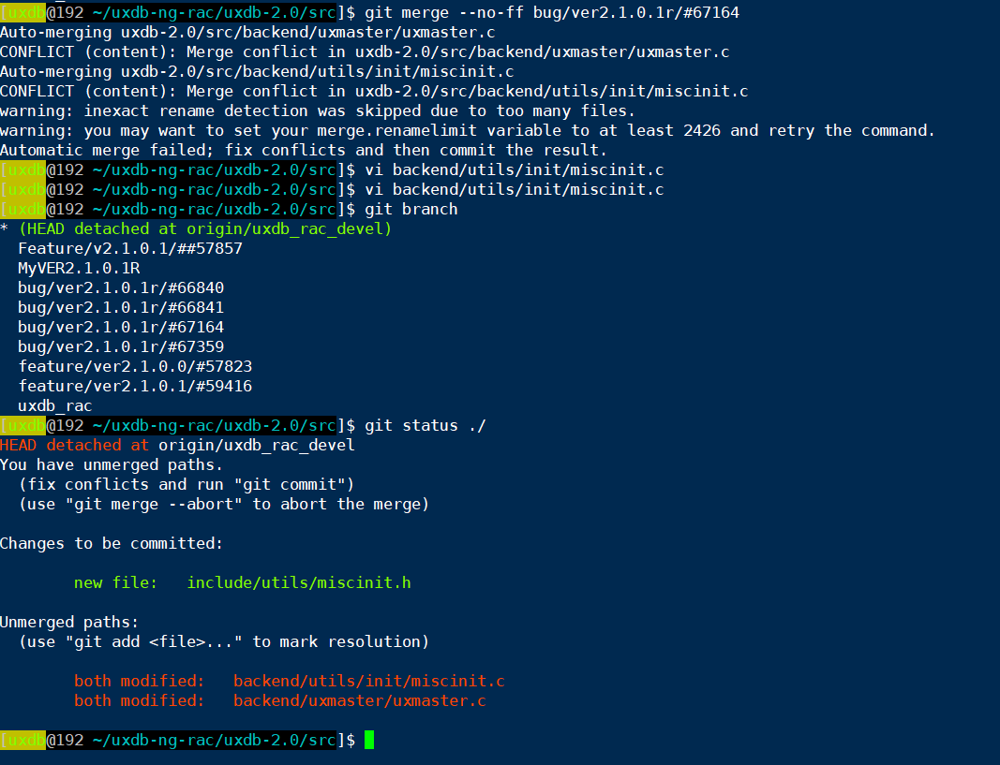 [uxdb@192 ~/uxdb-ng-rac/uxdb-2.0/src]$ git merge --no-ff bug/ver2.1.0.1r/#67164
Auto-merging uxdb-2.0/src/backend/uxmaster/uxmaster.c
CONFLICT (content): Merge conflict in uxdb-2.0/src/backend/uxmaster/uxmaster.c
Auto-merging uxdb-2.0/src/backend/utils/init/miscinit.c
CONFLICT (content): Merge conflict in uxdb-2.0/src/backend/utils/init/miscinit.c
warning: inexact rename detection was skipped due to too many files.
warning: you may want to set your merge.renamelimit variable to at least 2426 and retry the command.
Automatic merge failed; fix conflicts and then commit the result.
[uxdb@192 ~/uxdb-ng-rac/uxdb-2.0/src]$ vi backend/utils/init/miscinit.c
[uxdb@192 ~/uxdb-ng-rac/uxdb-2.0/src]$ vi backend/utils/init/miscinit.c
[uxdb@192 ~/uxdb-ng-rac/uxdb-2.0/src]$ git branch
* (HEAD detached at origin/uxdb_rac_devel)
  Feature/v2.1.0.1/##57857
  MyVER2.1.0.1R
  bug/ver2.1.0.1r/#66840
  bug/ver2.1.0.1r/#66841
  bug/ver2.1.0.1r/#67164
  bug/ver2.1.0.1r/#67359
  feature/ver2.1.0.0/#57823
  feature/ver2.1.0.1/#59416
  uxdb_rac
[uxdb@192 ~/uxdb-ng-rac/uxdb-2.0/src]$ git status ./
HEAD detached at origin/uxdb_rac_devel
You have unmerged paths.
  (fix conflicts and run "git commit")
  (use "git merge --abort" to abort the merge)
Changes to be committed:
        new file:   include/utils/miscinit.h
Unmerged paths:
  (use "git add <file>..." to mark resolution)
        both modified:   backend/utils/init/miscinit.c
        both modified:   backend/uxmaster/uxmaster.c
[uxdb@192 ~/uxdb-ng-rac/uxdb-2.0/src]$